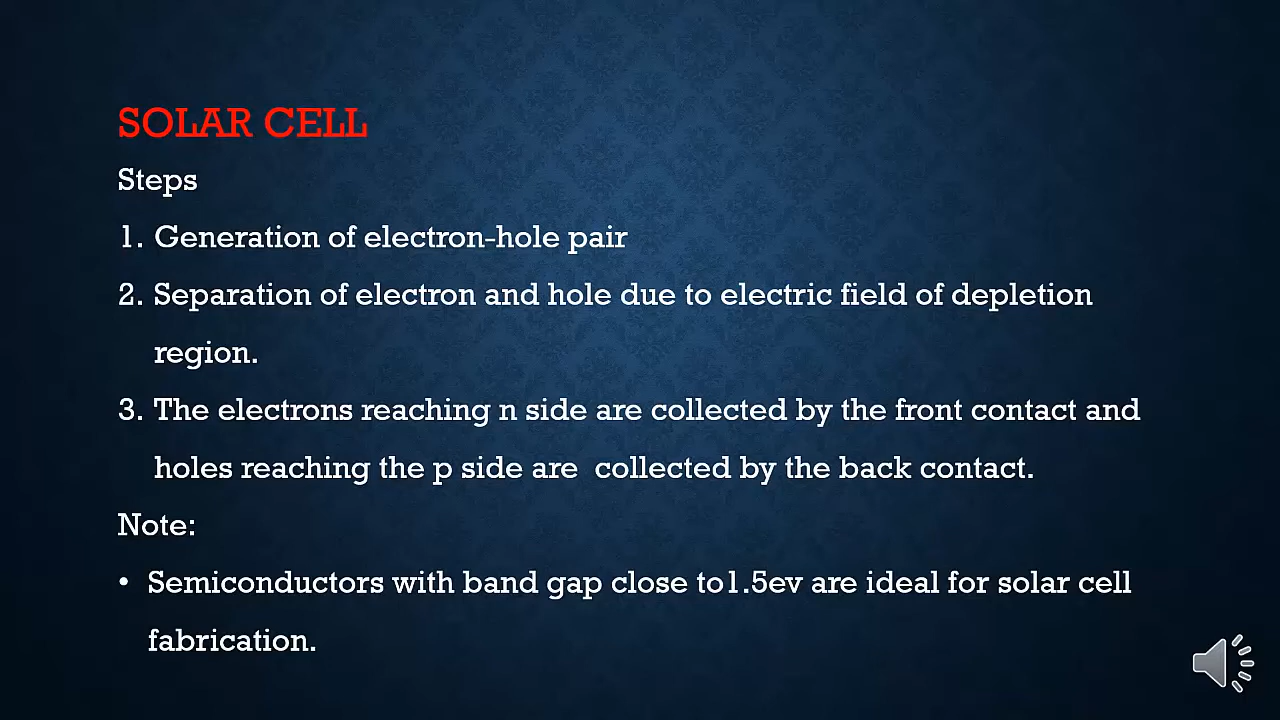 SOLAR CELL
Steps
1. Generation of electron-hole pair
2. Separation of electron and hole due to electric field of depletion
region.
3. The electrons reaching n side are collected by the front contact and
holes reaching the p side are  collected by the back contact.
Note:
• Semiconductors with band gap close to1.5ev are ideal for solar cell
fabrication.